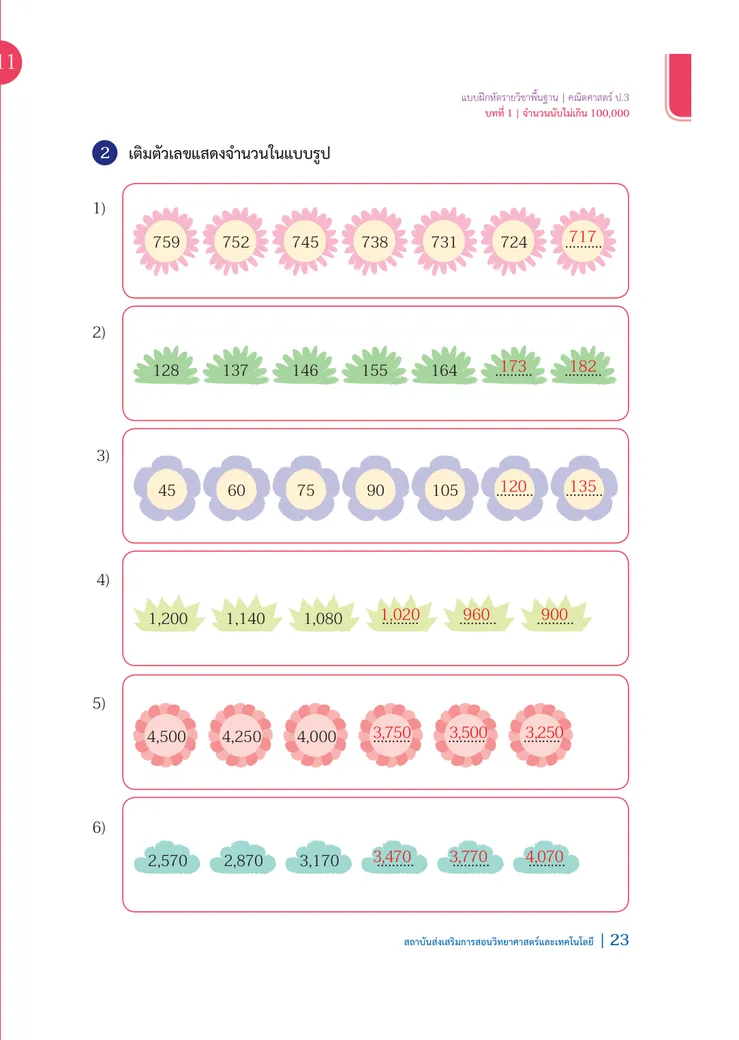 11
แบบฝึกหัดรายวิชาพื้นฐาน | คณิตศาสตร์ ป.3
บทที่ 1 | จำนวนนับไม่เกิน 100,000
2 เติมตัวเลขแสดงจำนวนในแบบรูป
1) 759 752 745 738 731 724 717
2) 128 137 146 155 164 173 182
3) 45 60 75 90 105 120 135
4) 1,200 1,140 1,080 1,020 960 900
5) 4,500 4,250 4,000 3,750 3,500 3,250
6) 2,570 2,870 3,170 3,470 3,770 4,070
สถาบันส่งเสริมการสอนวิทยาศาสตร์และเทคโนโลยี | 23